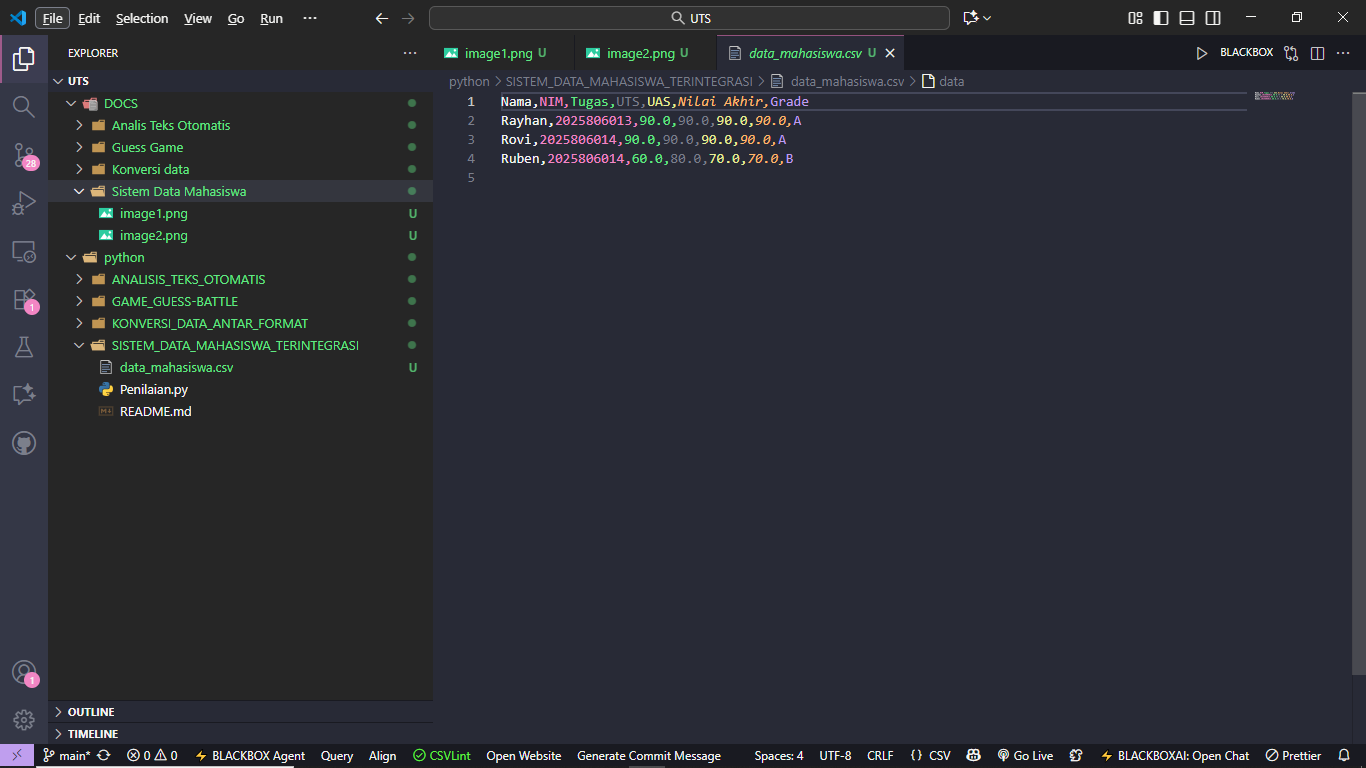 File Edit Selection View Go Run ··· UTS
EXPLORER ···
UTS
DOCS
Analis Teks Otomatis
Guess Game
Konversi data
Sistem Data Mahasiswa
image1.png U
image2.png U
python
ANALISIS_TEKS_OTOMATIS
GAME_GUESS-BATTLE
KONVERSI_DATA_ANTAR_FORMAT
SISTEM_DATA_MAHASISWA_TERINTEGRASI
data_mahasiswa.csv U
Penilaian.py
README.md
OUTLINE
TIMELINE
28
1
1
image1.png U image2.png U data_mahasiswa.csv U BLACKBOX ···
python > SISTEM_DATA_MAHASISWA_TERINTEGRASI > data_mahasiswa.csv > data
1 Nama,NIM,Tugas,UTS,UAS,Nilai Akhir,Grade
2 Rayhan,2025806013,90.0,90.0,90.0,90.0,A
3 Rovi,2025806014,90.0,90.0,90.0,90.0,A
4 Ruben,2025806014,60.0,80.0,70.0,70.0,B
5
main* 0 0 BLACKBOX Agent Query Align CSVLint Open Website Generate Commit Message Spaces: 4 UTF-8 CRLF {} CSV Go Live BLACKBOXAI: Open Chat Prettier